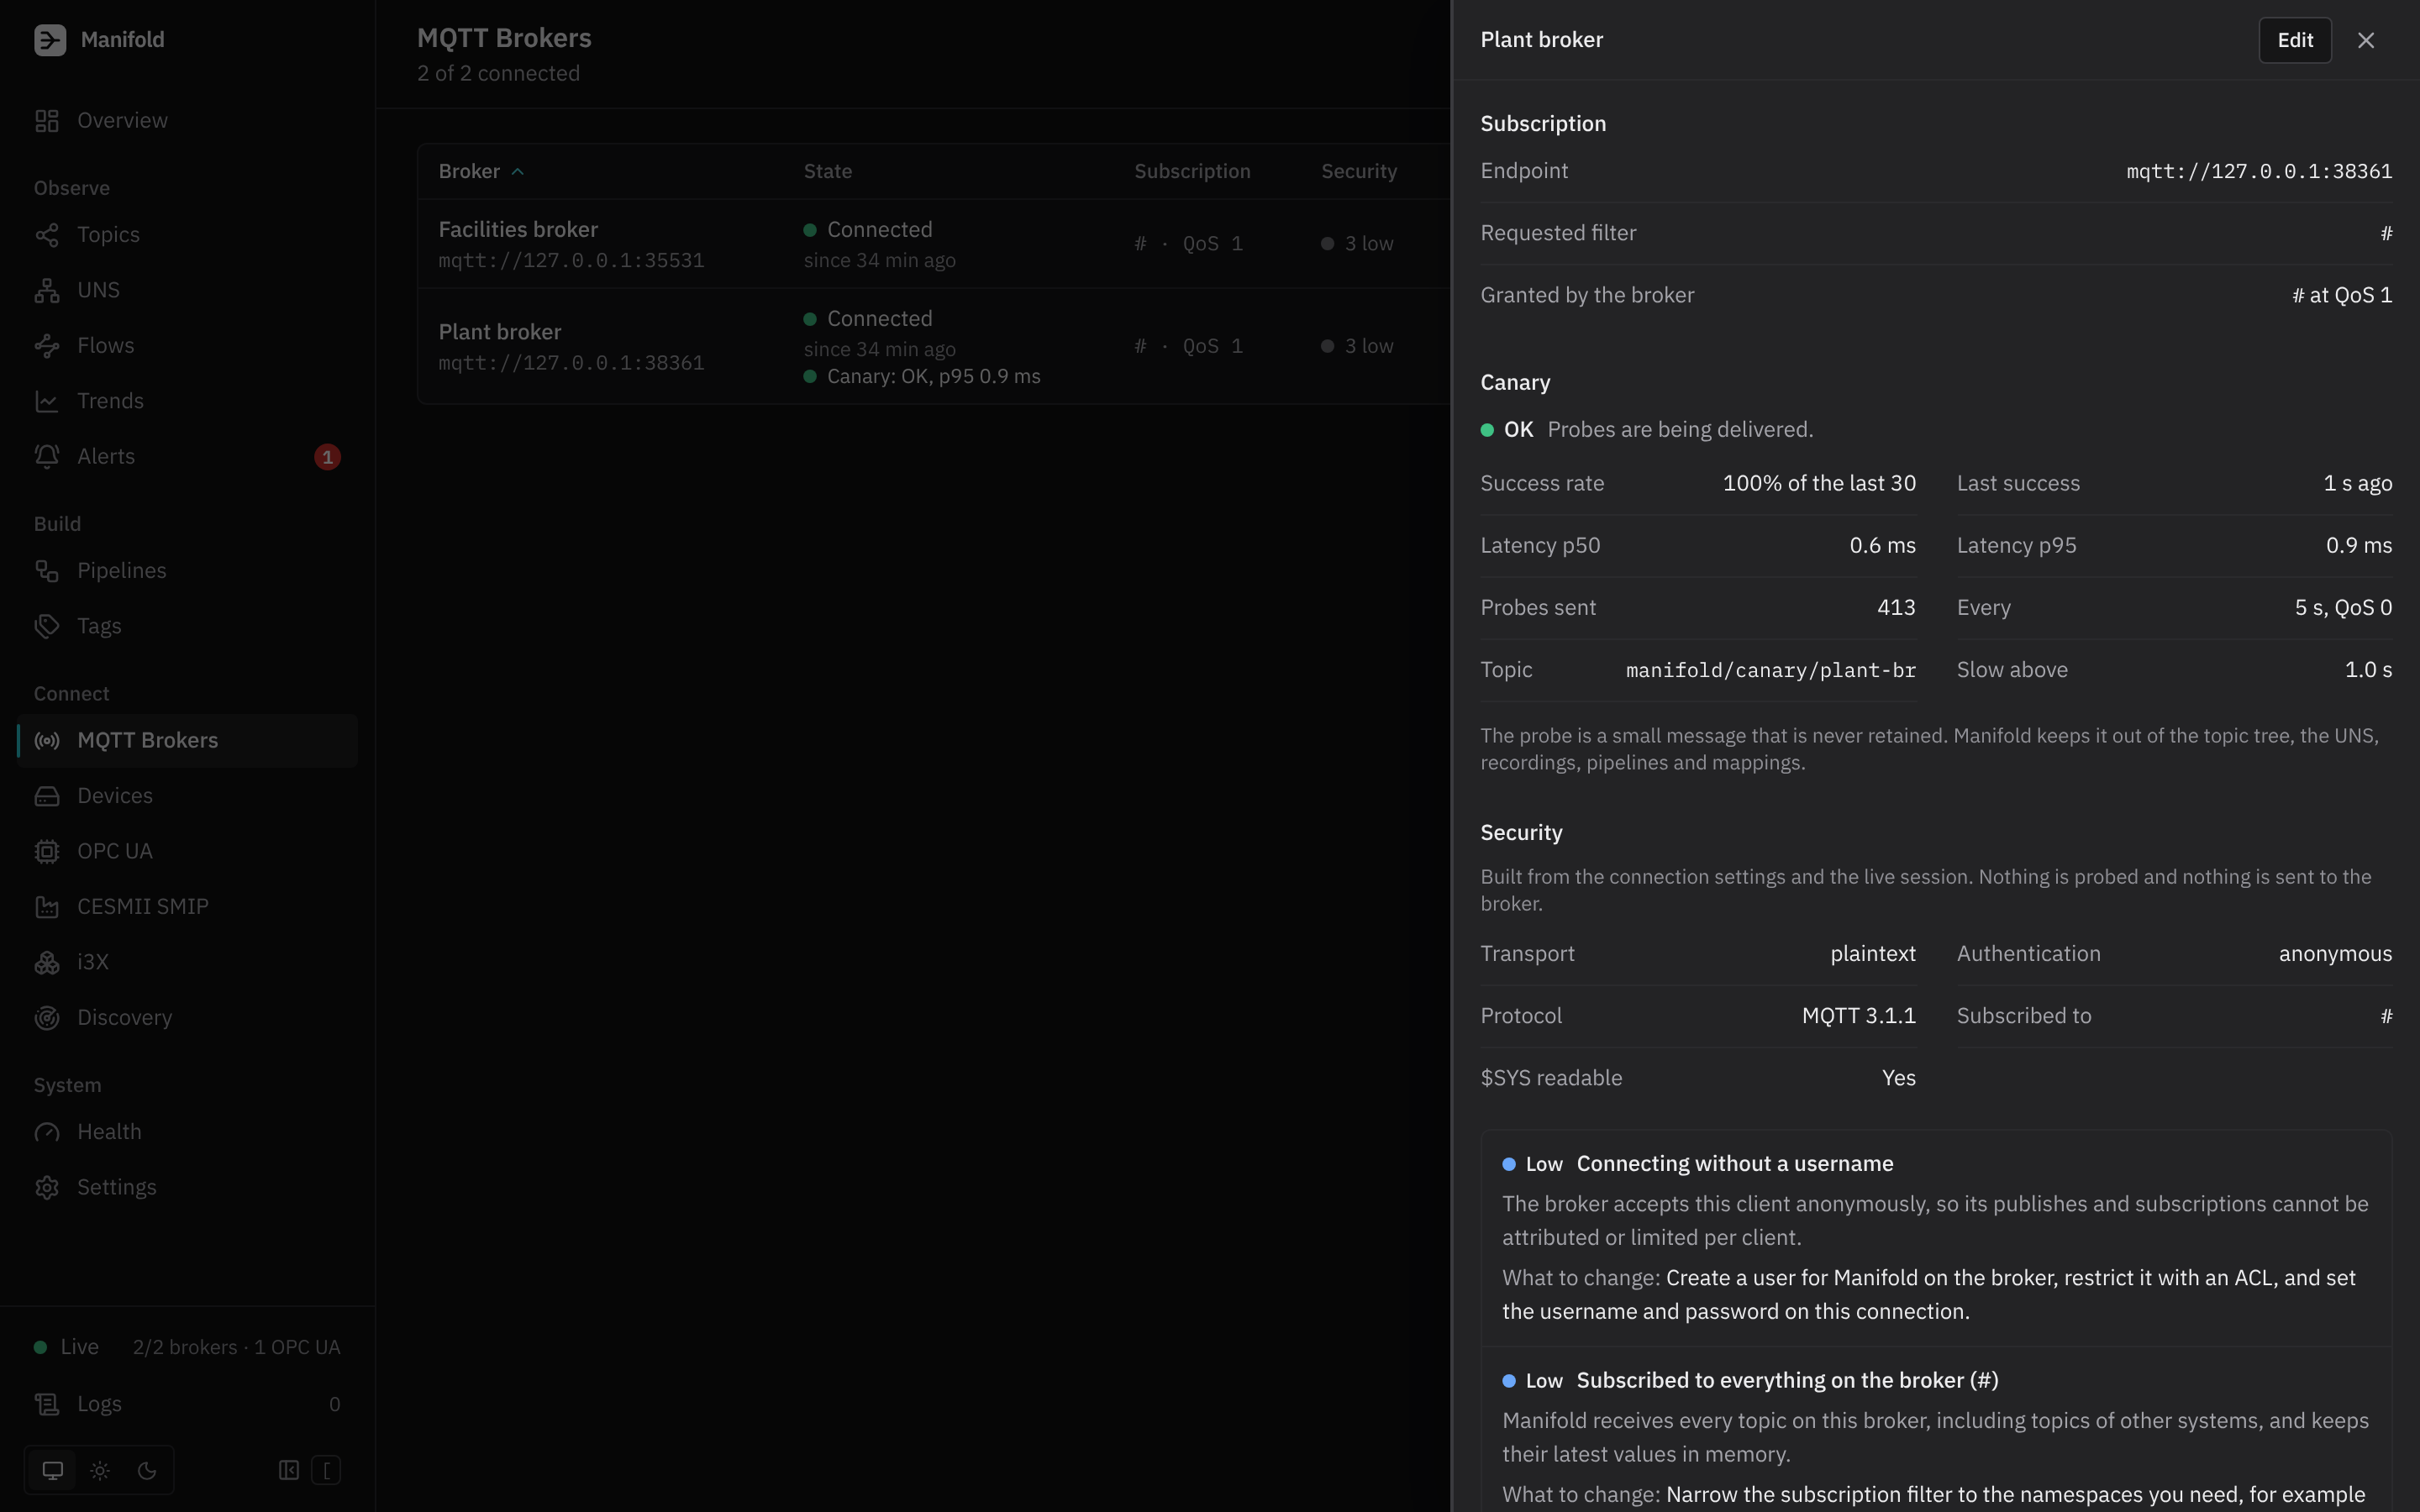 Manifold
Overview
Observe
Topics
UNS
Flows
Trends
Alerts 1
Build
Pipelines
Tags
Connect
MQTT Brokers
Devices
OPC UA
CESMII SMIP
i3X
Discovery
System
Health
Settings
Live 2/2 brokers · 1 OPC UA
Logs 0
[
MQTT Brokers
2 of 2 connected
Broker State Subscription Security
Facilities broker
mqtt://127.0.0.1:35531
Connected
since 34 min ago
# · QoS 1
3 low
Plant broker
mqtt://127.0.0.1:38361
Connected
since 34 min ago
Canary: OK, p95 0.9 ms
# · QoS 1
3 low
Plant broker
Edit
Subscription
Endpoint mqtt://127.0.0.1:38361
Requested filter #
Granted by the broker # at QoS 1
Canary
OK Probes are being delivered.
Success rate 100% of the last 30 Last success 1 s ago
Latency p50 0.6 ms Latency p95 0.9 ms
Probes sent 413 Every 5 s, QoS 0
Topic manifold/canary/plant-br Slow above 1.0 s
The probe is a small message that is never retained. Manifold keeps it out of the topic tree, the UNS,
recordings, pipelines and mappings.
Security
Built from the connection settings and the live session. Nothing is probed and nothing is sent to the
broker.
Transport plaintext Authentication anonymous
Protocol MQTT 3.1.1 Subscribed to #
$SYS readable Yes
Low Connecting without a username
The broker accepts this client anonymously, so its publishes and subscriptions cannot be
attributed or limited per client.
What to change: Create a user for Manifold on the broker, restrict it with an ACL, and set
the username and password on this connection.
Low Subscribed to everything on the broker (#)
Manifold receives every topic on this broker, including topics of other systems, and keeps
their latest values in memory.
What to change: Narrow the subscription filter to the namespaces you need, for example